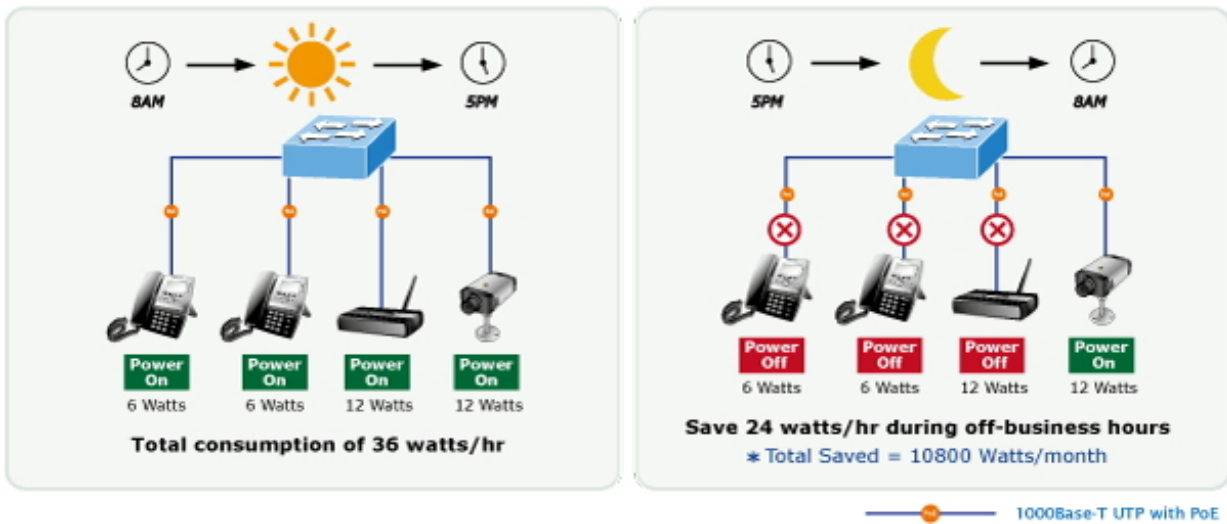 8AM
5PM
Power
On
6 Watts
Power
On
6 Watts
Power
On
12 Watts
Power
On
12 Watts
Total consumption of 36 watts/hr
5PM
8AM
Power
Off
6 Watts
Power
Off
6 Watts
Power
Off
12 Watts
Power
On
12 Watts
Save 24 watts/hr during off-business hours
* Total Saved = 10800 Watts/month
PoE
1000Base-T UTP with PoE